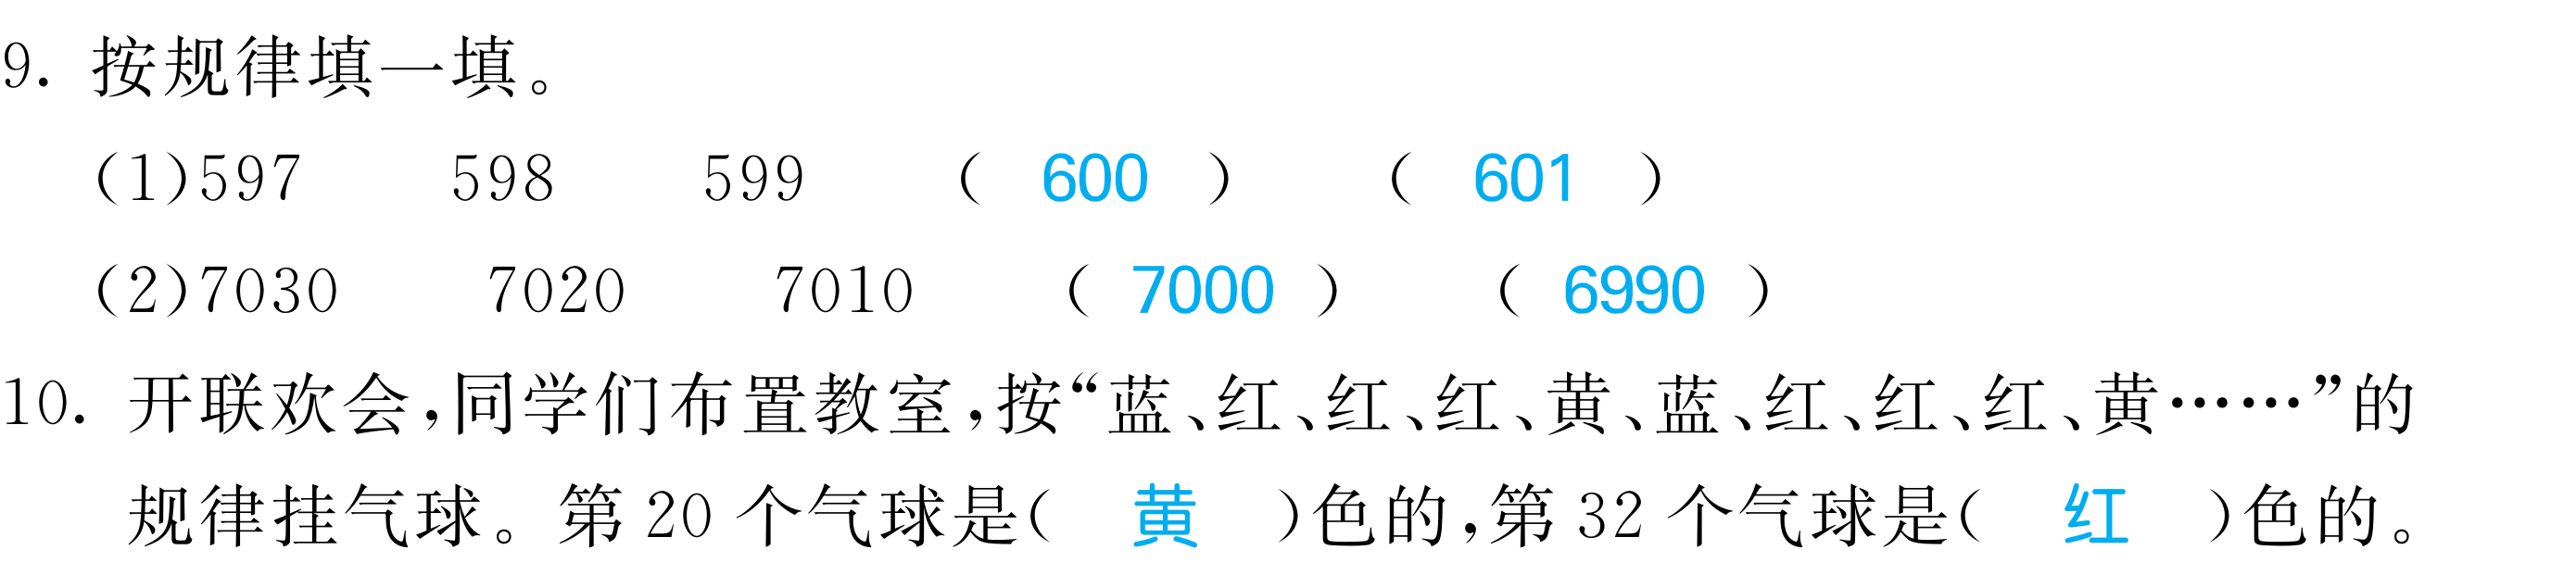 9. 按规律填一填。
(1)597 598 599 ( 600 ) ( 601 )
(2)7030 7020 7010 ( 7000 ) ( 6990 )
10. 开联欢会,同学们布置教室,按“蓝、红、红、红、黄、蓝、红、红、红、黄……”的
规律挂气球。第 20 个气球是( 黄 )色的,第 32 个气球是( 红 )色的。